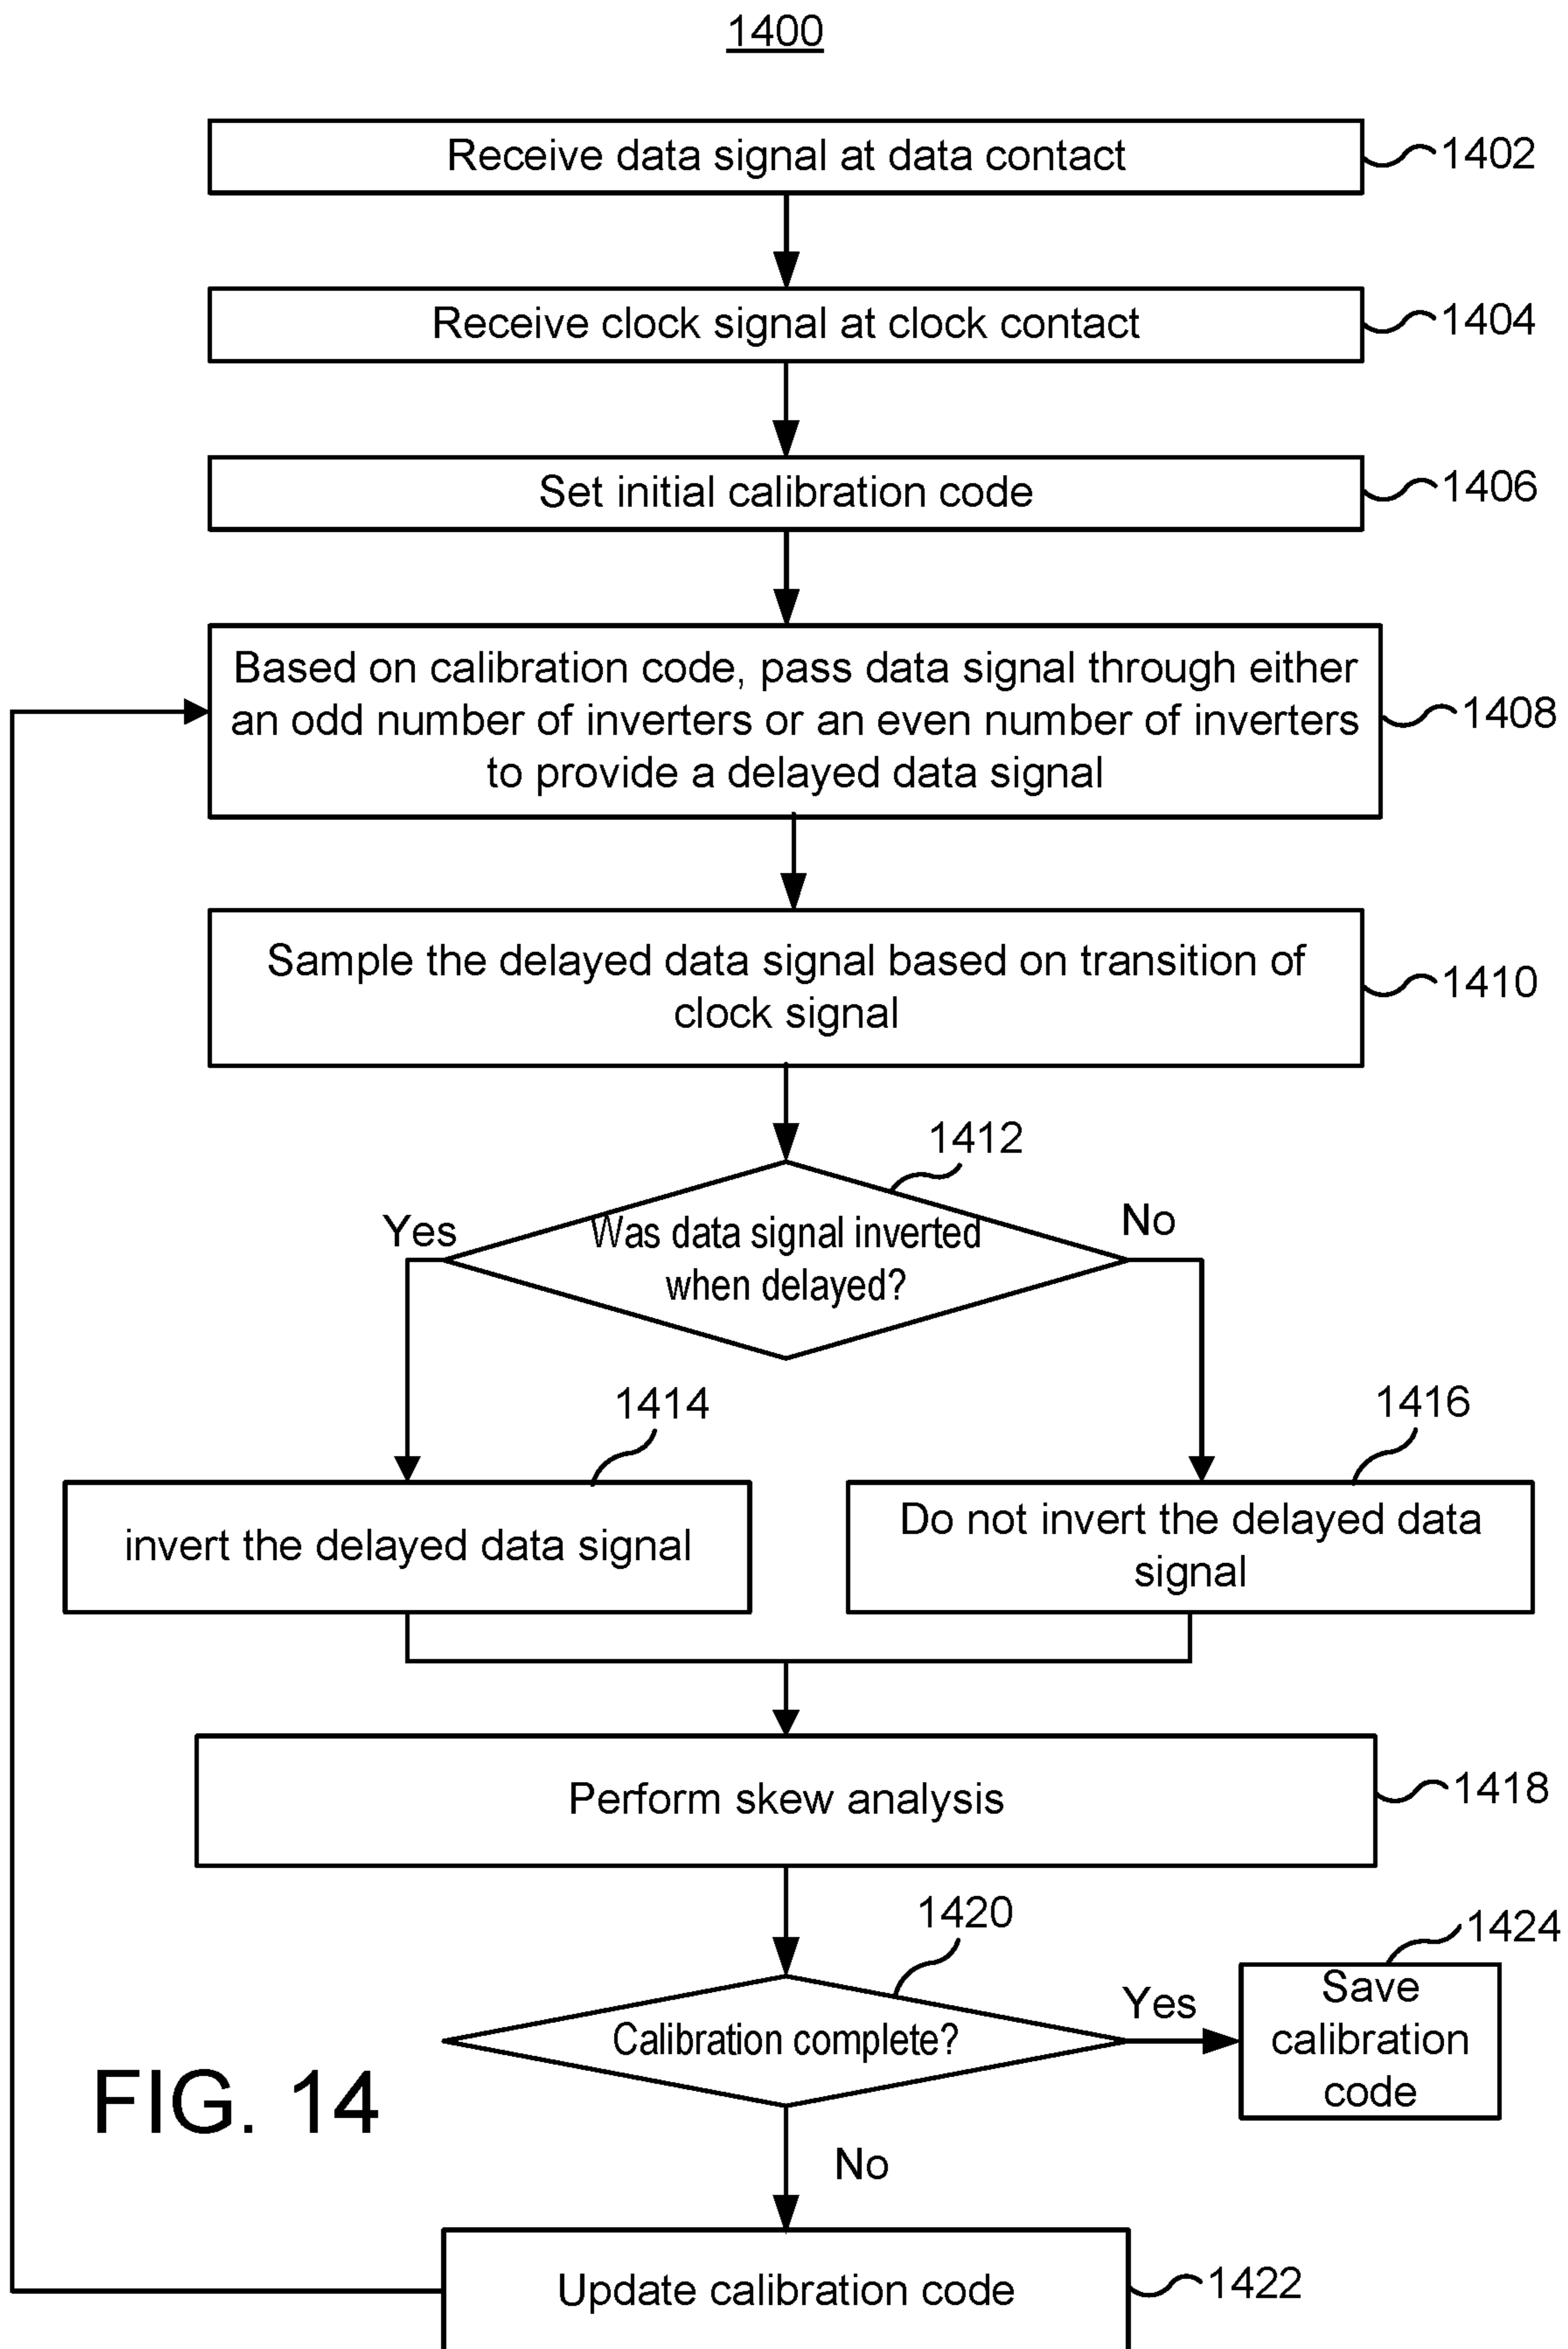 1400
Receive data signal at data contact
1402
Receive clock signal at clock contact
1404
Set initial calibration code
1406
Based on calibration code, pass data signal through either
an odd number of inverters or an even number of inverters
to provide a delayed data signal
1408
Sample the delayed data signal based on transition of
clock signal
1410
1412
Was data signal inverted
when delayed?
Yes
No
1414
invert the delayed data signal
1416
Do not invert the delayed data
signal
Perform skew analysis
1418
1420
Calibration complete?
Yes
1424
Save
calibration
code
No
FIG. 14
Update calibration code
1422